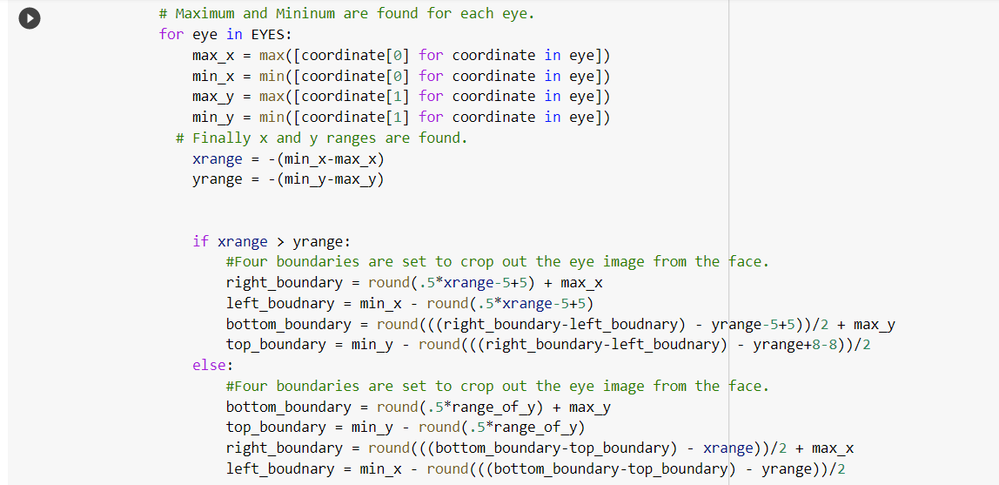 # Maximum and Mininum are found for each eye.
for eye in EYES:
max_x = max([coordinate[0] for coordinate in eye])
min_x = min([coordinate[0] for coordinate in eye])
max_y = max([coordinate[1] for coordinate in eye])
min_y = min([coordinate[1] for coordinate in eye])
# Finally x and y ranges are found.
xrange = -(min_x-max_x)
yrange = -(min_y-max_y)
if xrange > yrange:
#Four boundaries are set to crop out the eye image from the face.
right_boundary = round(.5*xrange-5+5) + max_x
left_boudnary = min_x - round(.5*xrange-5+5)
bottom_boundary = round(((right_boundary-left_boudnary) - yrange-5+5))/2 + max_y
top_boundary = min_y - round(((right_boundary-left_boudnary) - yrange+8-8))/2
else:
#Four boundaries are set to crop out the eye image from the face.
bottom_boundary = round(.5*range_of_y) + max_y
top_boundary = min_y - round(.5*range_of_y)
right_boundary = round(((bottom_boundary-top_boundary) - xrange))/2 + max_x
left_boudnary = min_x - round(((bottom_boundary-top_boundary) - yrange))/2